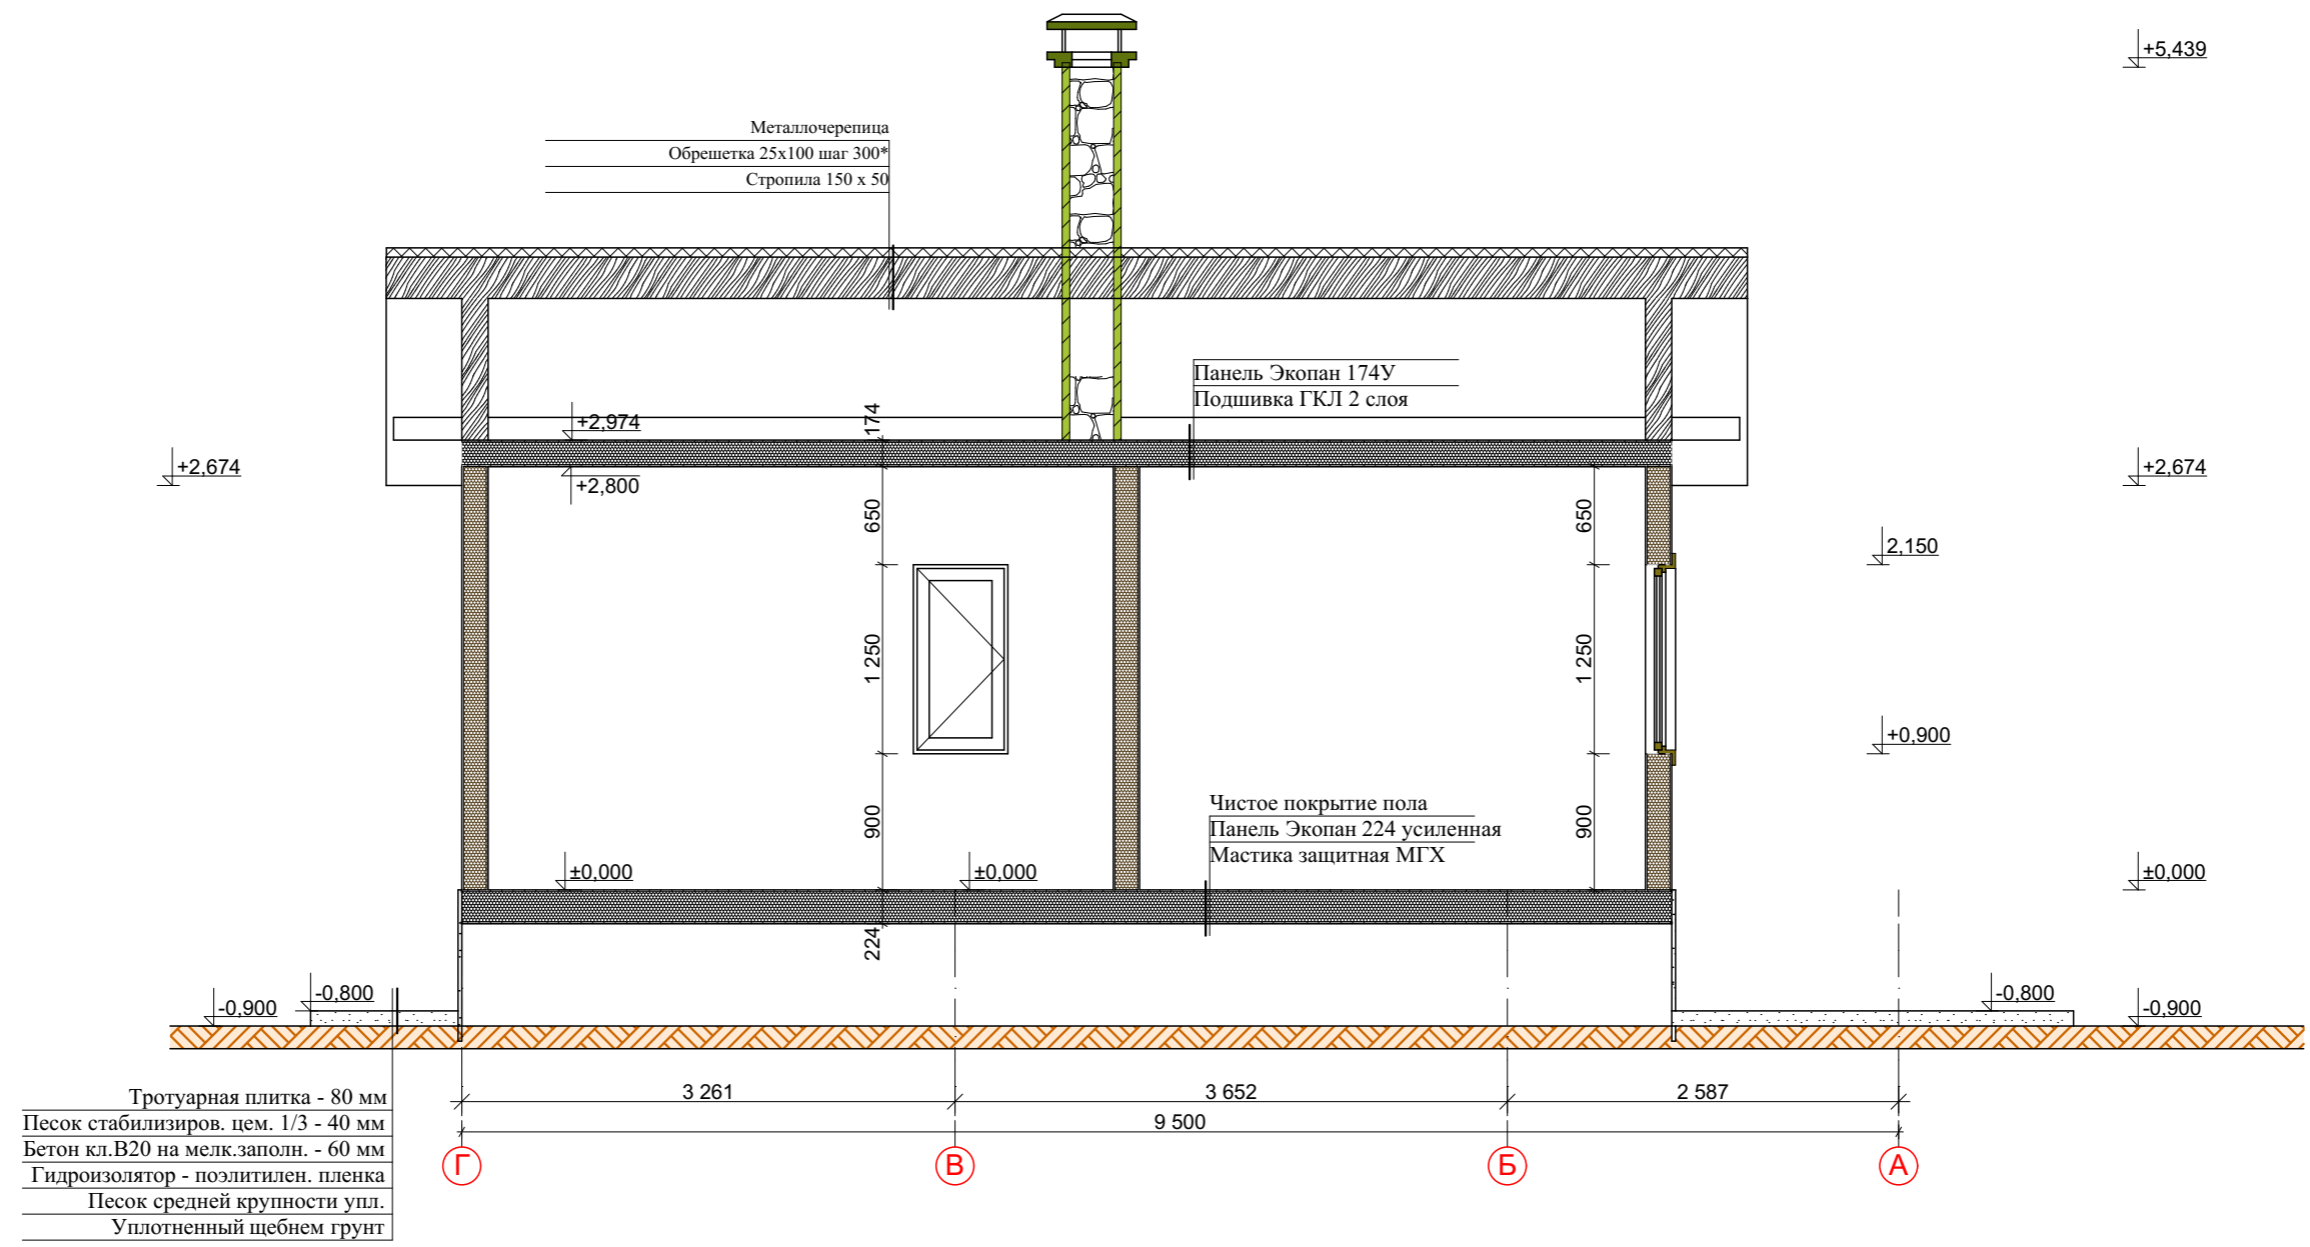 +5,439
Металлочерепица
Обрешетка 25x100 шаг 300*
Стропила 150 x 50
Панель Экопан 174У
Подшивка ГКЛ 2 слоя
+2,974
174
+2,674
+2,800
+2,674
650
650
2,150
1 250
1 250
+0,900
Чистое покрытие пола
Панель Экопан 224 усиленная
Мастика защитная МГХ
900
900
±0,000
±0,000
±0,000
224
-0,900
-0,800
-0,800
-0,900
Тротуарная плитка - 80 мм
Песок стабилизиров. цем. 1/3 - 40 мм
Бетон кл.В20 на мелк.заполн. - 60 мм
Гидроизолятор - поэлитилен. пленка
Песок средней крупности упл.
Уплотненный щебнем грунт
3 261
3 652
2 587
9 500
Г
В
Б
А